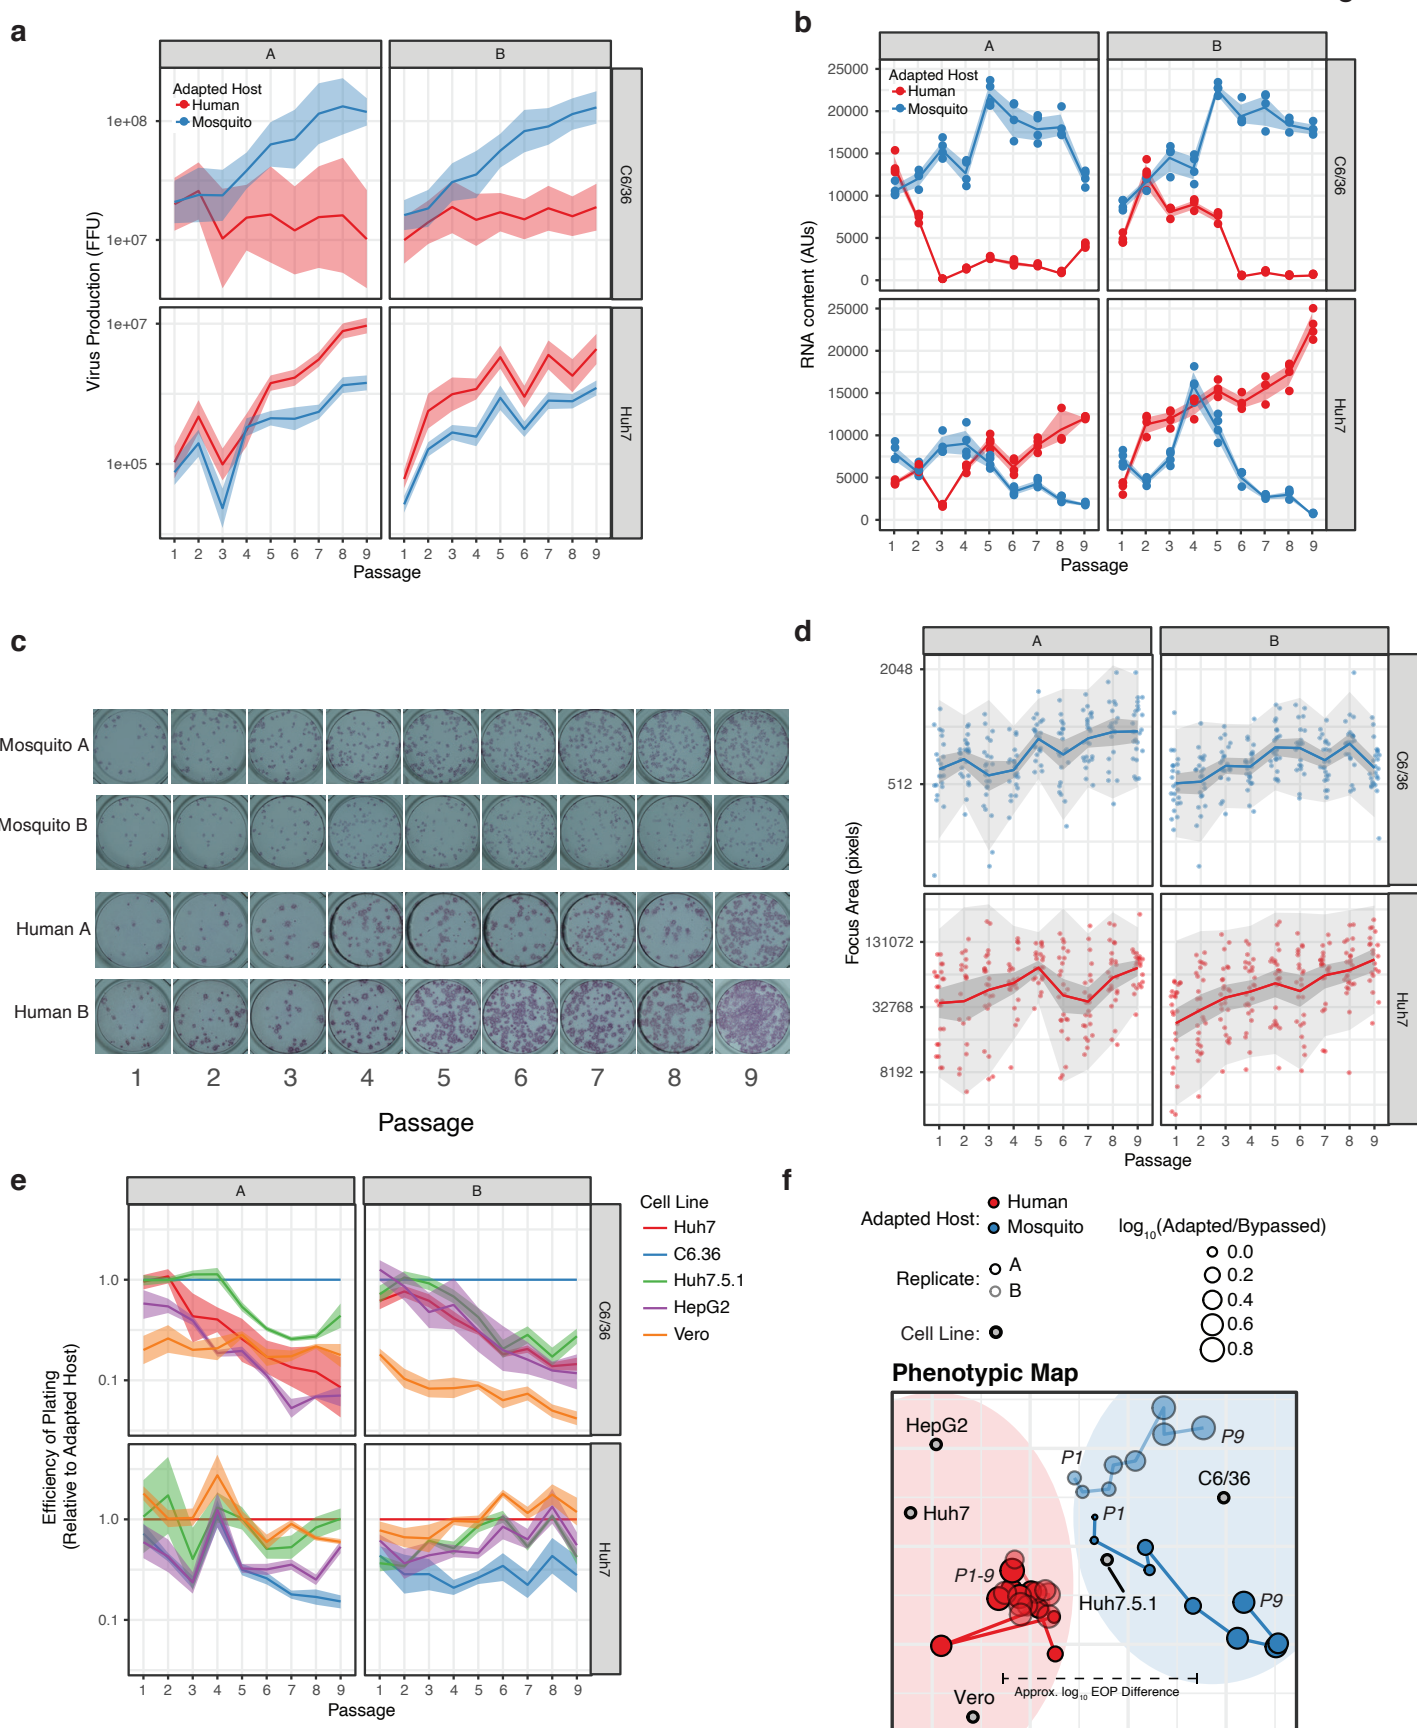 a
A
B
Adapted Host
Human
Mosquito
1e+08
1e+07
C6/36
1e+07
1e+05
Huh7
Virus Production (FFU)
1 2 3 4 5 6 7 8 9
1 2 3 4 5 6 7 8 9
Passage
b
A
B
Adapted Host
Human
Mosquito
25000
20000
15000
10000
5000
0
C6/36
25000
20000
15000
10000
5000
0
Huh7
RNA content (AUs)
1 2 3 4 5 6 7 8 9
1 2 3 4 5 6 7 8 9
Passage
c
Mosquito A
Mosquito B
Human A
Human B
1 2 3 4 5 6 7 8 9
Passage
d
A
B
2048
512
C6/36
131072
32768
8192
Huh7
Focus Area (pixels)
1 2 3 4 5 6 7 8 9
1 2 3 4 5 6 7 8 9
Passage
e
A
B
1.0
0.1
C6/36
1.0
0.1
Huh7
Efficiency of Plating
(Relative to Adapted Host)
1 2 3 4 5 6 7 8 9
1 2 3 4 5 6 7 8 9
Passage
Cell Line
Huh7
C6.36
Huh7.5.1
HepG2
Vero
f
Adapted Host:
Human
Mosquito
Replicate:
A
B
Cell Line:
log10(Adapted/Bypassed)
0.0
0.2
0.4
0.6
0.8
Phenotypic Map
HepG2
P1
P9
C6/36
Huh7
P1
P1-9
Huh7.5.1
P9
Approx. log10 EOP Difference
Vero